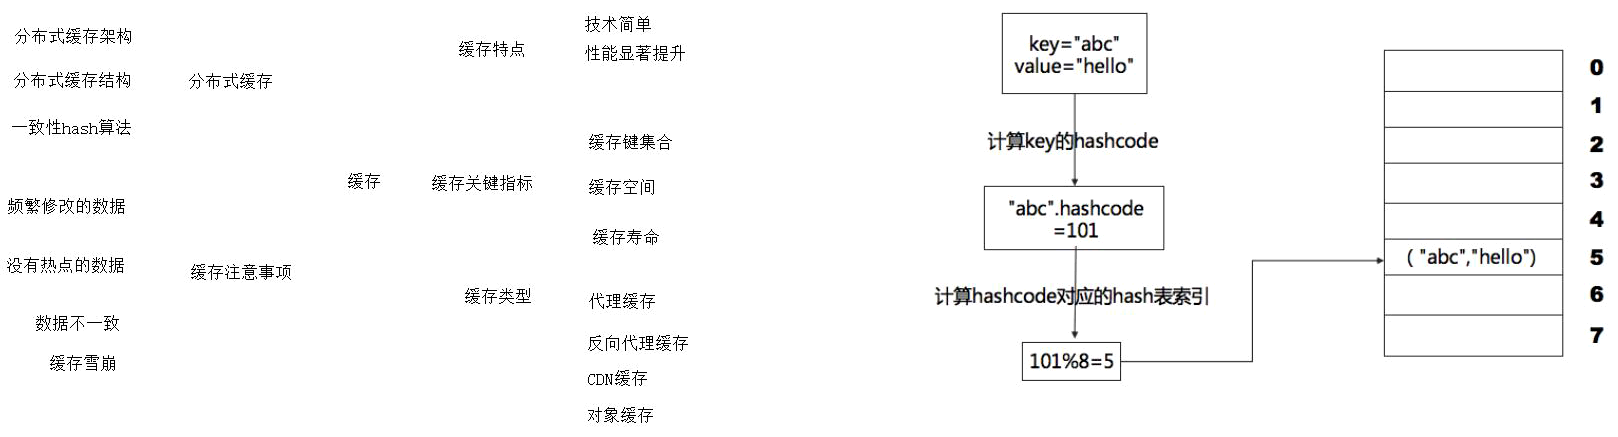 分布式缓存架构
分布式缓存结构
一致性hash算法
分布式缓存
频繁修改的数据
没有热点的数据
数据不一致
缓存雪崩
缓存注意事项
缓存
缓存特点
技术简单
性能显著提升
缓存关键指标
缓存键集合
缓存空间
缓存寿命
缓存类型
代理缓存
反向代理缓存
CDN缓存
对象缓存
key="abc"
value="hello"
计算key的hashcode
"abc".hashcode
=101
计算hashcode对应的hash表索引
101%8=5
0
1
2
3
4
( "abc","hello") 5
6
7